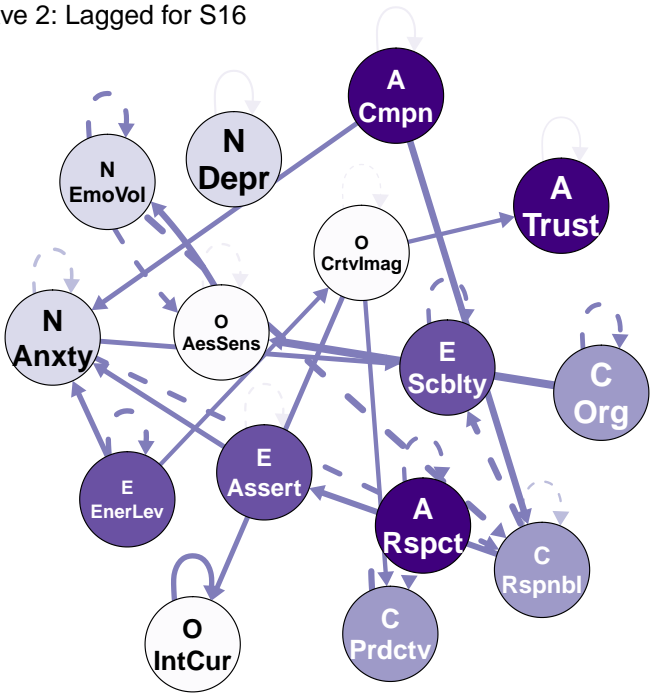 ve 2: Lagged for S16
A
Cmpn
N
Depr
N
EmoVol
A
Trust
O
CrtvImag
N
Anxty
O
AesSens
E
Scblty
C
Org
E
EnerLev
E
Assert
A
Rspct
C
Rspnbl
O
IntCur
C
Prdctv